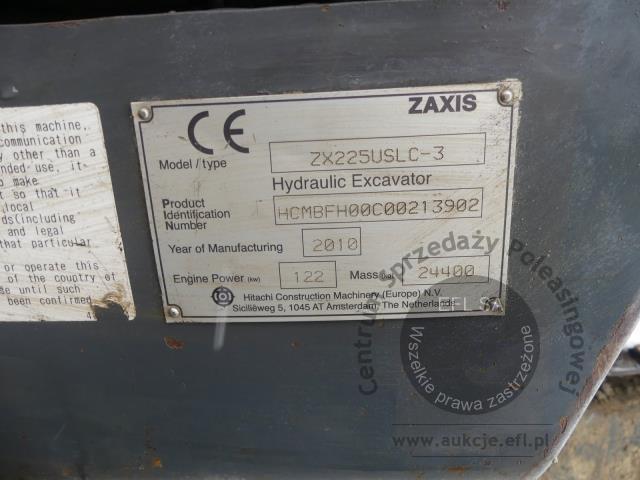 this machine,
communication
y other than a
nded use, it
o make
t so that it
local
ds(including
and legal
that particular
or operate this
of the country of
se until such
been confirmed.
CE
ZAXIS
Model/type ZX225USLC-3
Hydraulic Excavator
Product
Identification
Number
HCMBFH00C00213902
Year of Manufacturing 2010
Engine Power (kw) 122 Mass (kg) 24400
Hitachi Construction Machinery (Europe) N.V.
Siciliëweg 5, 1045 AT Amsterdam, The Netherlands
Centrum Sprzedaży Poleasingowej
EFL SA
Wszelkie prawa zastrzeżone
www.aukcje.efl.pl